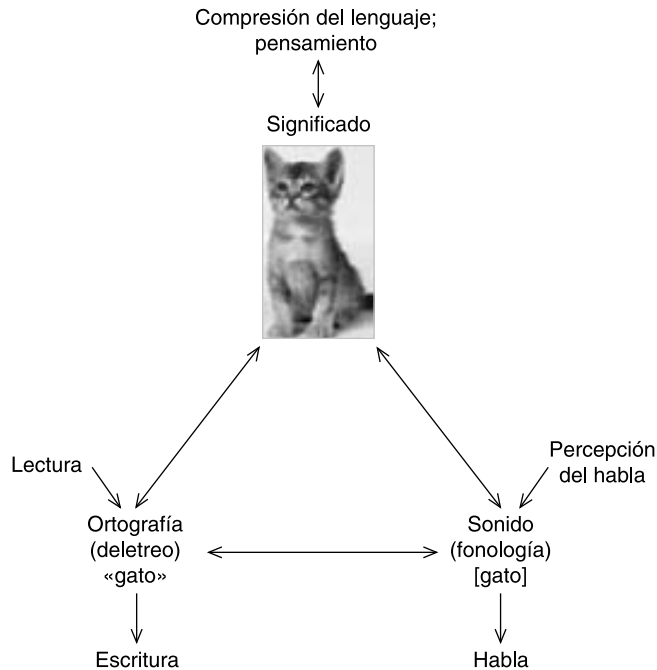 Compresión del lenguaje;
pensamiento
Significado
Lectura
Percepción
del habla
Ortografía
(deletreo)
«gato»
Sonido
(fonología)
[gato]
Escritura
Habla